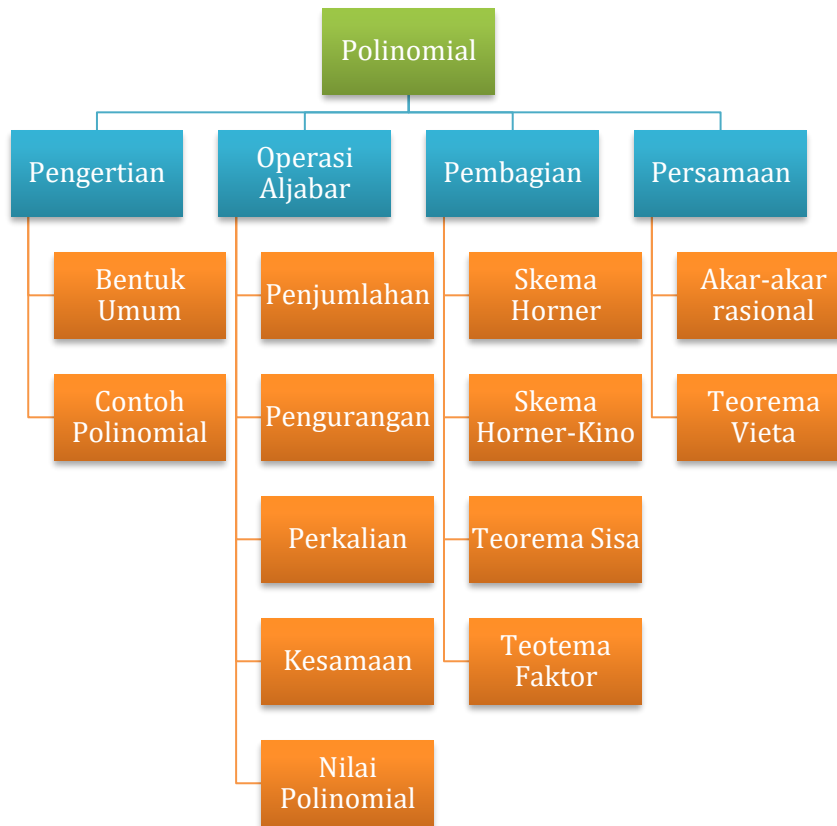 Polinomial
Pengertian
Bentuk
Umum
Contoh
Polinomial
Operasi
Aljabar
Penjumlahan
Pengurangan
Perkalian
Kesamaan
Nilai
Polinomial
Pembagian
Skema
Horner
Skema
Horner-Kino
Teorema Sisa
Teotema
Faktor
Persamaan
Akar-akar
rasional
Teorema
Vieta